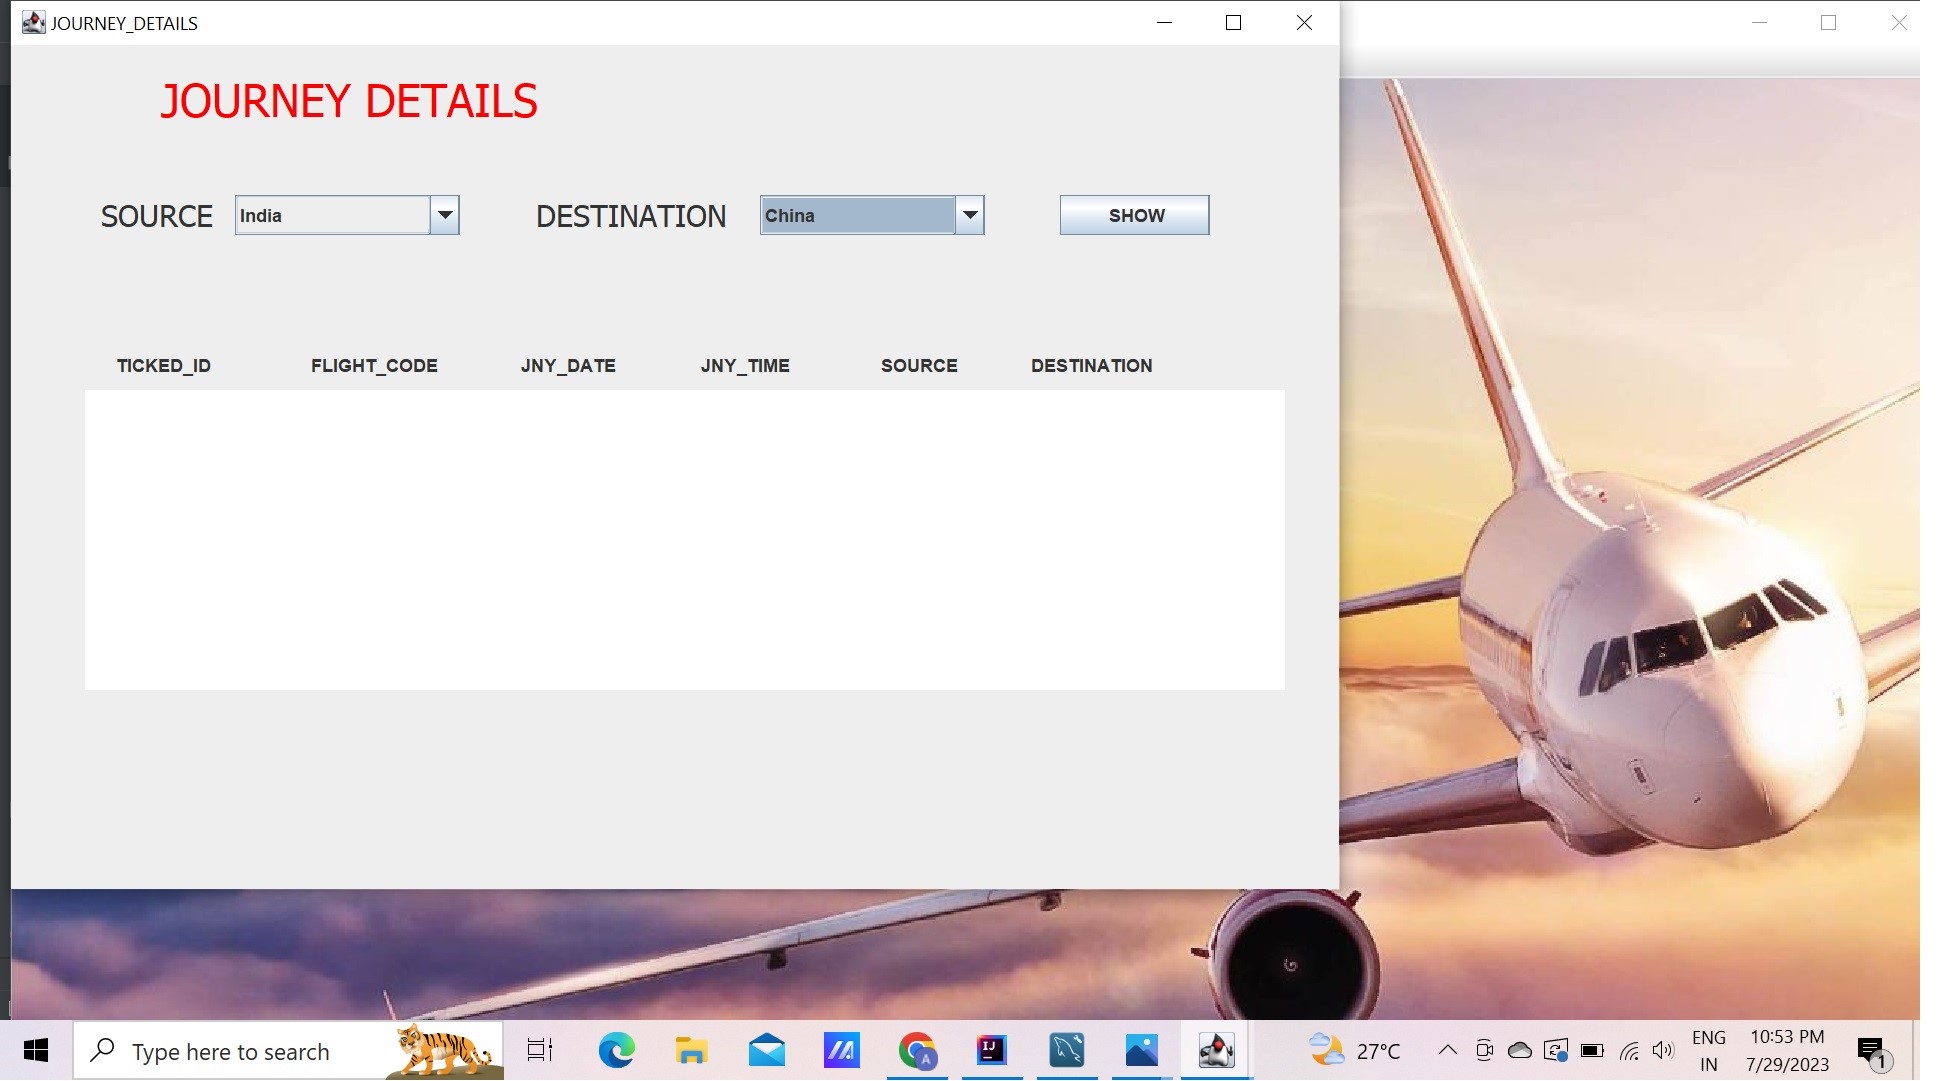 JOURNEY_DETAILS
JOURNEY DETAILS
SOURCE India DESTINATION China SHOW
TICKED_ID FLIGHT_CODE JNY_DATE JNY_TIME SOURCE DESTINATION
Type here to search
A
IJ
27°C
ENG
IN
10:53 PM
7/29/2023
1